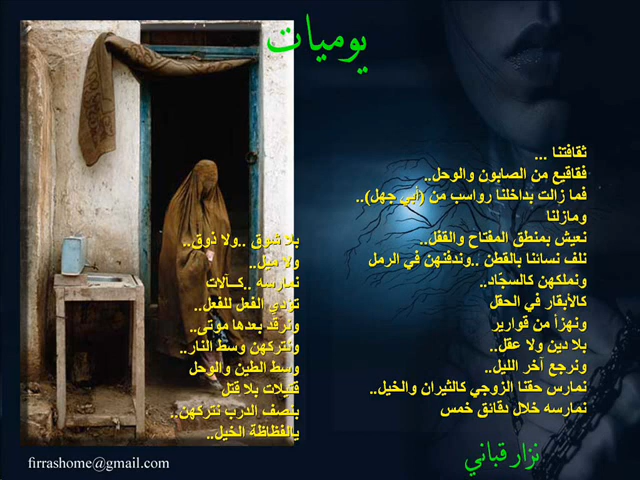 يوميات
ثقافتنا ...
فقاقيع من الصابون والوحل..
فما زالت بداخلنا رواسب من (أبي جهل)..
ومازلنا
نعيش بمنطق المفتاح والقفل..
نلف نسائنا بالقطن ..وندفنهن في الرمل
ونملكهن كالسجّاد..
كالأبقار في الحقل
ونهزأ من قوارير
بلا دين ولا عقل..
ونرجع آخر الليل..
نمارس حقنا الزوجي كالثيران والخيل..
نمارسه خلال دقائق خمس
بلا شوق ..ولا ذوق..
ولا ميل..
نمارسه ..كــآلات
تؤدي الفعل للفعل..
ونرقد بعدها موتى..
ونتركهن وسط النار..
وسط الطين والوحل
قتيلات بلا قتل
بنصف الدرب نتركهن..
يالفظاظة الخيل..
نزار قباني
firrashome@gmail.com